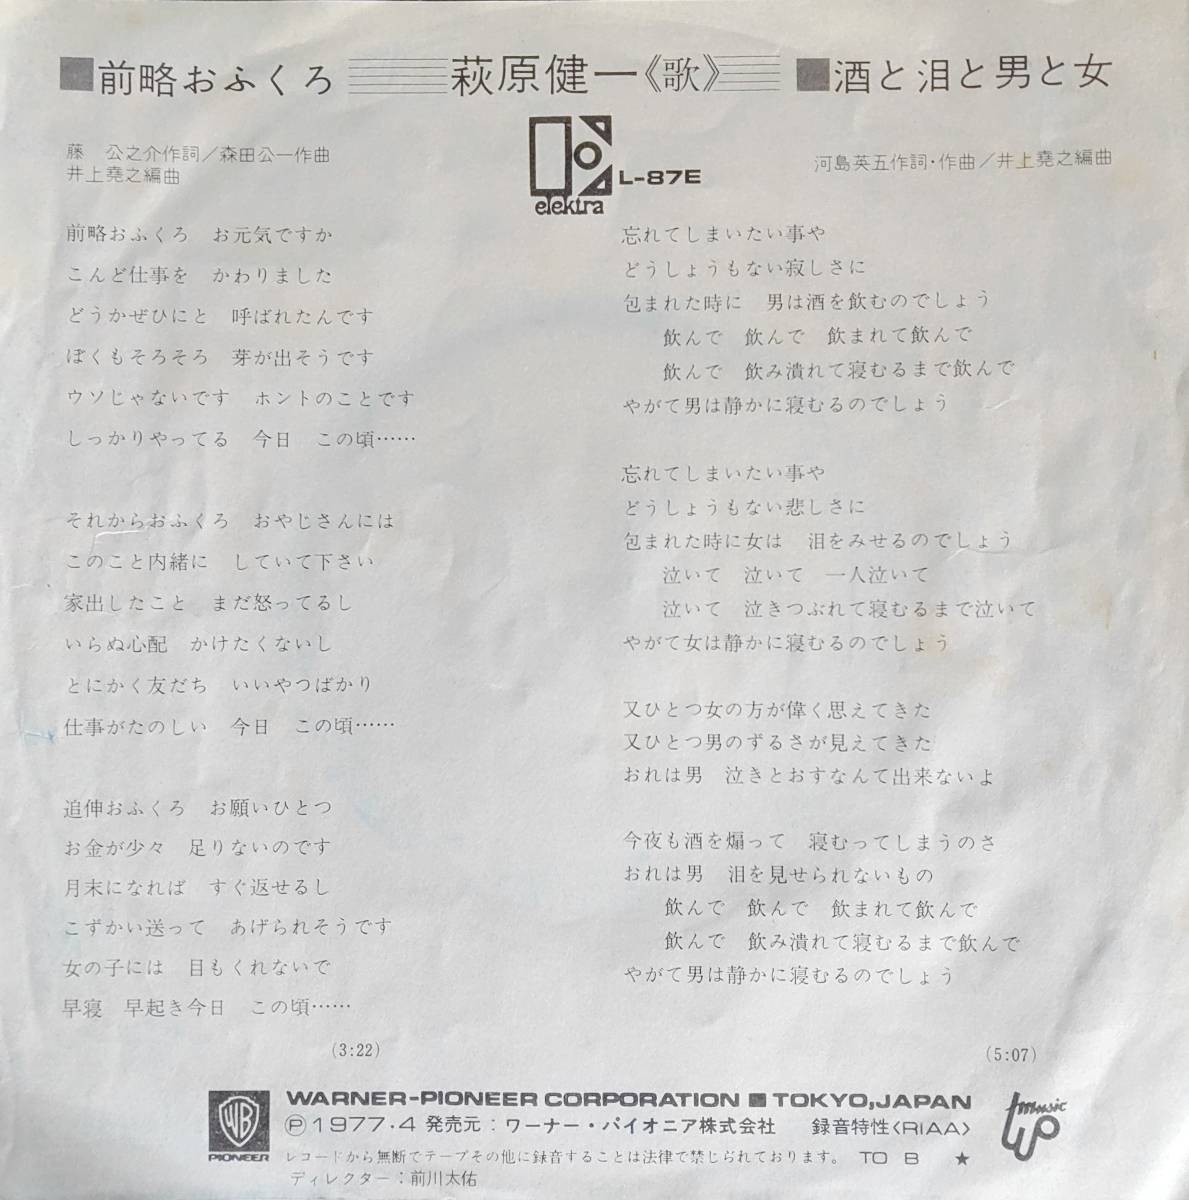 ■前略おふくろ 萩原健一《歌》 ■酒と泪と男と女
藤　公之介作詞／森田公一作曲
井上堯之編曲
elektra
L-87E
河島英五作詞・作曲／井上堯之編曲
前略おふくろ　お元気ですか
こんど仕事を　かわりました
どうかぜひにと　呼ばれたんです
ぼくもそろそろ　芽が出そうです
ウソじゃないです　ホントのことです
しっかりやってる　今日　この頃……
それからおふくろ　おやじさんには
このこと内緒に　していて下さい
家出したこと　まだ怒ってるし
いらぬ心配　かけたくないし
とにかく友だち　いいやつばかり
仕事がたのしい　今日　この頃……
追伸おふくろ　お願いひとつ
お金が少々　足りないのです
月末になれば　すぐ返せるし
こずかい送って　あげられそうです
女の子には　目もくれないで
早寝　早起き今日　この頃……
(3:22)
忘れてしまいたい事や
どうしょうもない寂しさに
包まれた時に　男は酒を飲むのでしょう
飲んで　飲んで　飲まれて飲んで
飲んで　飲み潰れて寝むるまで飲んで
やがて男は静かに寝むるのでしょう
忘れてしまいたい事や
どうしょうもない悲しさに
包まれた時に女は　泪をみせるのでしょう
泣いて　泣いて　一人泣いて
泣いて　泣きつぶれて寝むるまで泣いて
やがて女は静かに寝むるのでしょう
又ひとつ女の方が偉く思えてきた
又ひとつ男のずるさが見えてきた
おれは男　泣きとおすなんて出来ないよ
今夜も酒を煽って　寝むってしまうのさ
おれは男　泪を見せられないもの
飲んで　飲んで　飲まれて飲んで
飲んで　飲み潰れて寝むるまで飲んで
やがて男は静かに寝むるのでしょう
(5:07)
WB
PIONEER
WARNER-PIONEER CORPORATION ■ TOKYO,JAPAN
Ⓟ1977・4 発売元：ワーナー・パイオニア株式会社　録音特性〈RIAA〉
レコードから無断でテープその他に録音することは法律で禁じられております。 TO B ★
ディレクター：前川太佑
music up